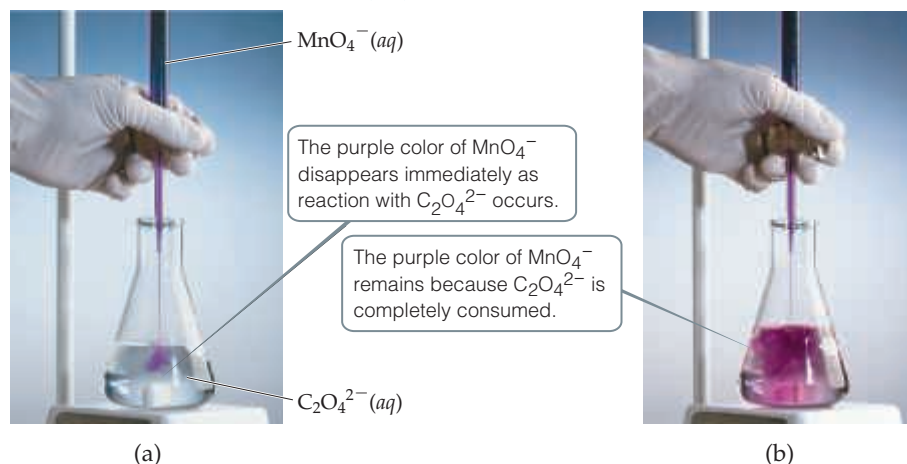 MnO₄⁻(aq)
The purple color of MnO₄⁻
disappears immediately as
reaction with C₂O₄²⁻ occurs.
The purple color of MnO₄⁻
remains because C₂O₄²⁻ is
completely consumed.
C₂O₄²⁻(aq)
(a)
(b)